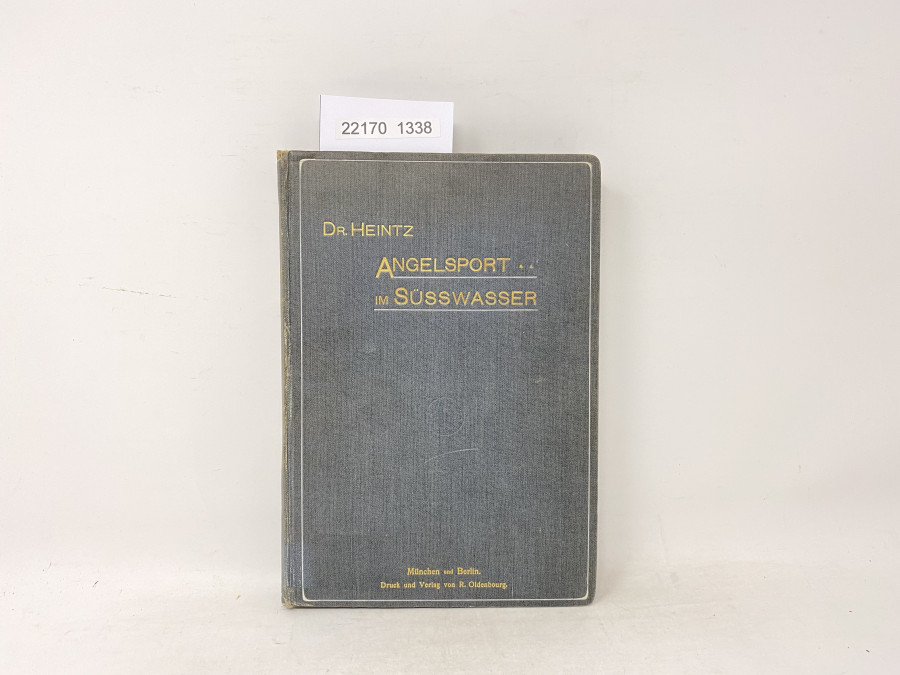 22170 1338
DR. HEINTZ
ANGELSPORT ..
IM SÜSSWASSER
München und Berlin.
Druck und Verlag von R. Oldenbourg.